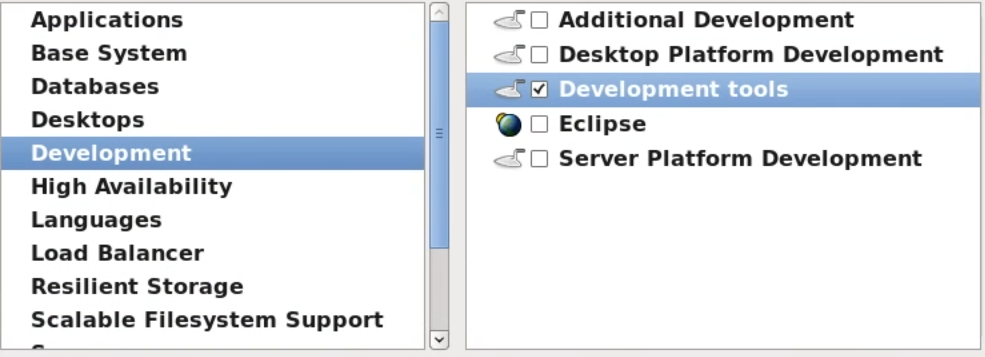 Applications
Base System
Databases
Desktops
Development
High Availability
Languages
Load Balancer
Resilient Storage
Scalable Filesystem Support
Additional Development
Desktop Platform Development
Development tools
Eclipse
Server Platform Development